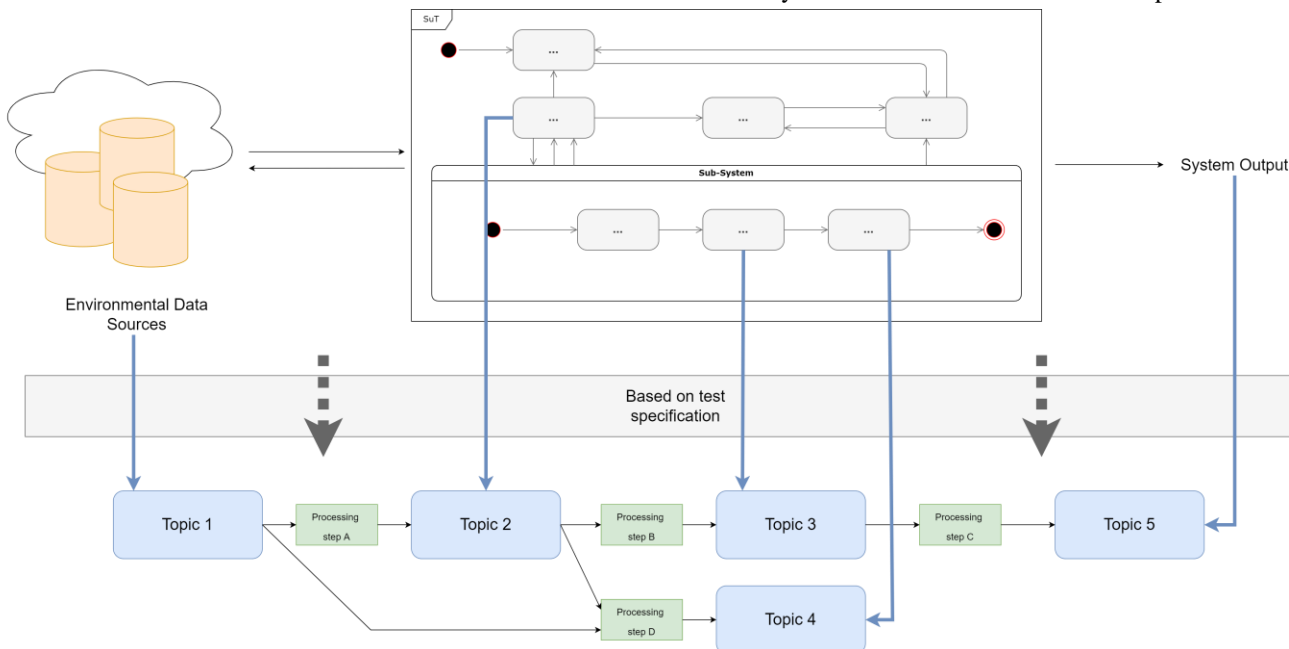 SuT
...
...
...
...
Sub-System
System Output
...
...
...
Environmental Data
Sources
Based on test
specification
Topic 1
Processing
step A
Topic 2
Processing
step B
Topic 3
Processing
step C
Topic 5
Processing
step D
Topic 4